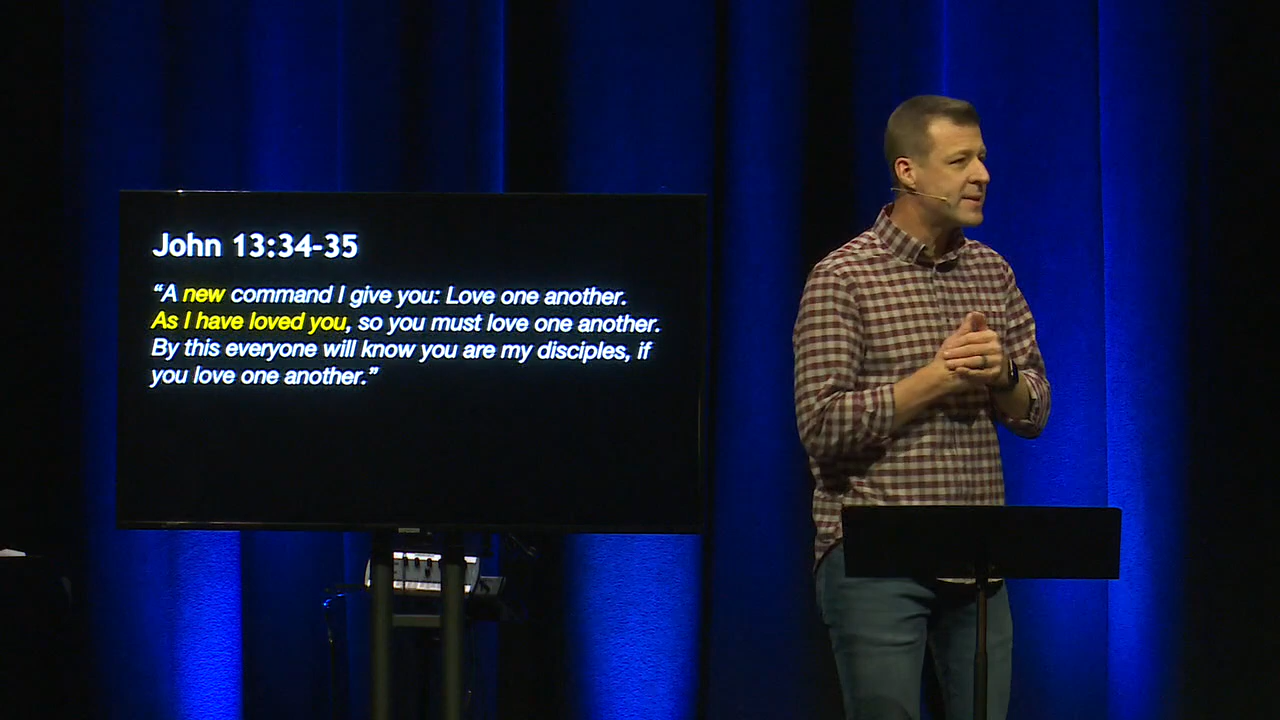 John 13:34-35
“A new command I give you: Love one another.
As I have loved you, so you must love one another.
By this everyone will know you are my disciples, if
you love one another.”